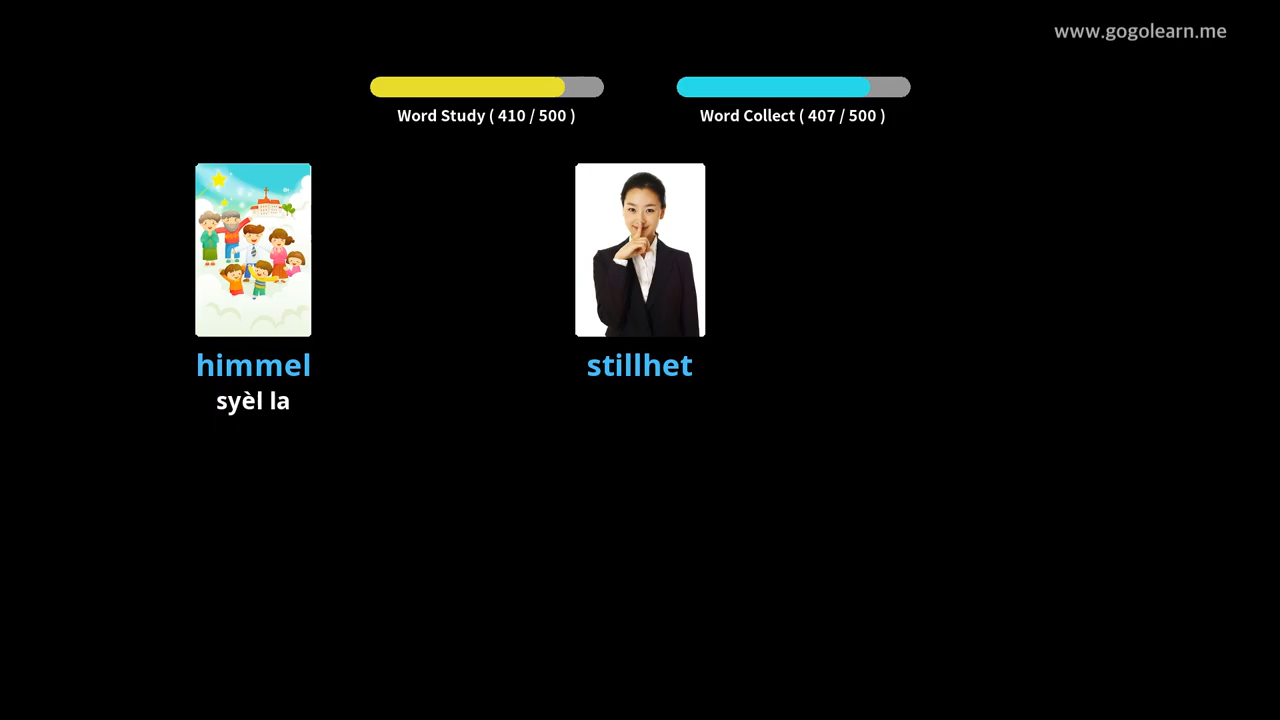 www.gogolearn.me
Word Study ( 410 / 500 )
Word Collect ( 407 / 500 )
himmel
syèl la
stillhet